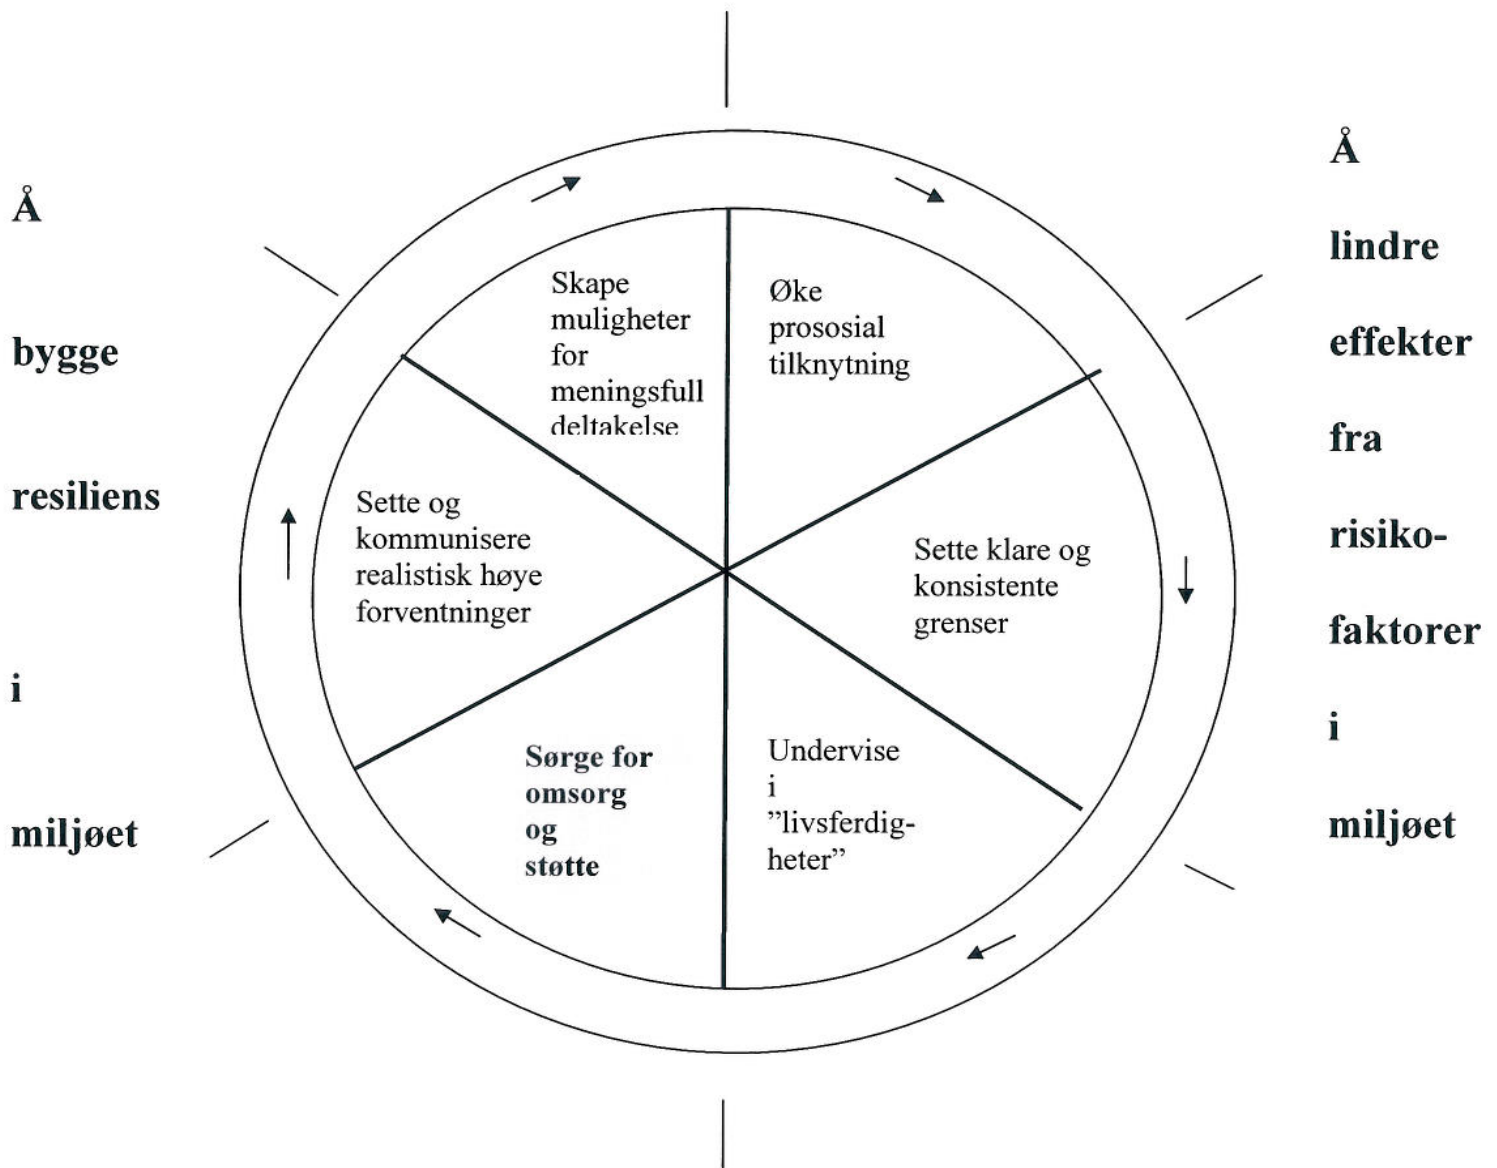 Å
bygge
resiliens
i
miljøet
Skape
muligheter
for
meningsfull
deltakelse
Øke
prososial
tilknytning
Sette og
kommunisere
realistisk høye
forventninger
Sette klare og
konsistente
grenser
Sørge for
omsorg
og
støtte
Undervise
i
”livsferdig-
heter”
Å
lindre
effekter
fra
risiko-
faktorer
i
miljøet